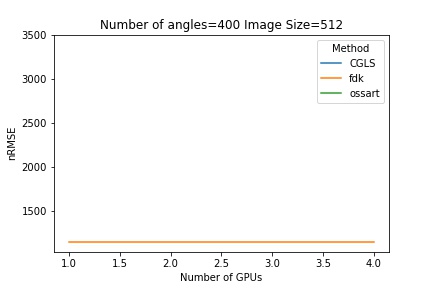 Number of angles=400 Image Size=512
3500
3000
2500
2000
1500
nRMSE
Method
CGLS
fdk
ossart
1.0 1.5 2.0 2.5 3.0 3.5 4.0
Number of GPUs